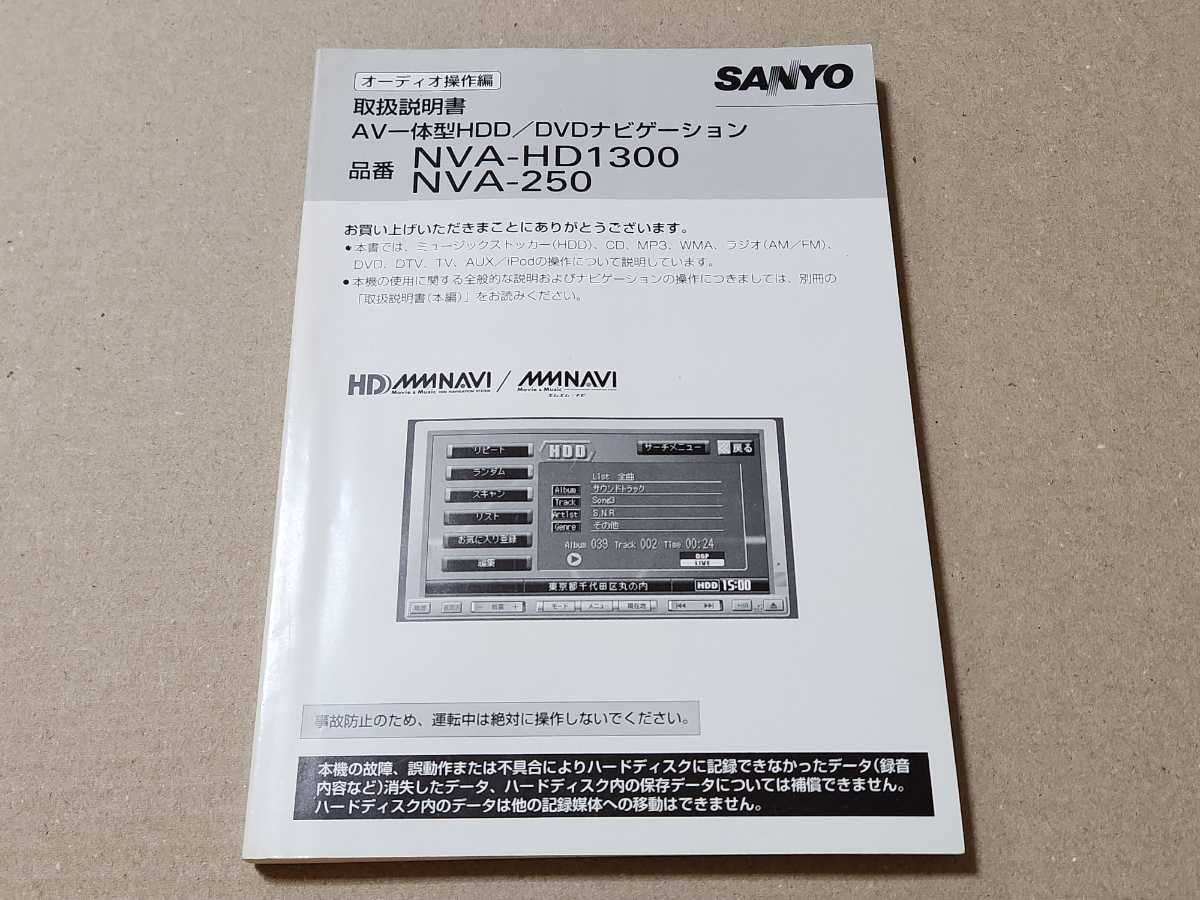 オーディオ操作編
SANYO
取扱説明書
AV一体型HDD／DVDナビゲーション
品番 NVA-HD1300
NVA-250
お買い上げいただきまことにありがとうございます。
●本書では、ミュージックストッカー(HDD)、CD、MP3、WMA、ラジオ(AM／FM)、
DVD、DTV、TV、AUX／iPodの操作について説明しています。
●本機の使用に関する全般的な説明およびナビゲーションの操作につきましては、別冊の
「取扱説明書(本編)」をお読みください。
HDD MMNAVI / MMNAVI
Movie & Music HDD NAVIGATION SYSTEM Movie & Music
エムエム・ナビ
リピート HDD サーチメニュー 戻る
ランダム List 全曲
スキャン Album サウンドトラック
Track Song3
リスト Artist S.N.R
Genre その他
お気に入り登録 Album 039 Track 002 Time 00:24
編集 DSP
LIVE
東京都千代田区丸の内 HDD 15:00
− 音量 + モード メニュー 現在地
事故防止のため、運転中は絶対に操作しないでください。
本機の故障、誤動作または不具合によりハードディスクに記録できなかったデータ(録音
内容など)消失したデータ、ハードディスク内の保存データについては補償できません。
ハードディスク内のデータは他の記録媒体への移動はできません。